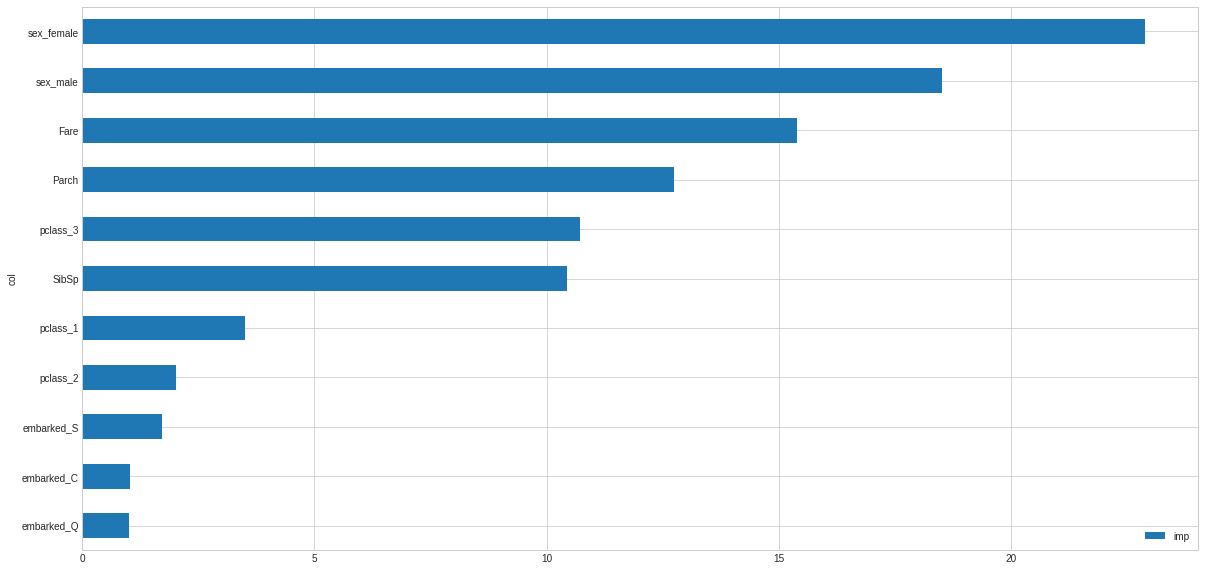 sex_female
sex_male
Fare
Parch
pclass_3
SibSp
pclass_1
pclass_2
embarked_S
embarked_C
embarked_Q
col
0 5 10 15 20
imp